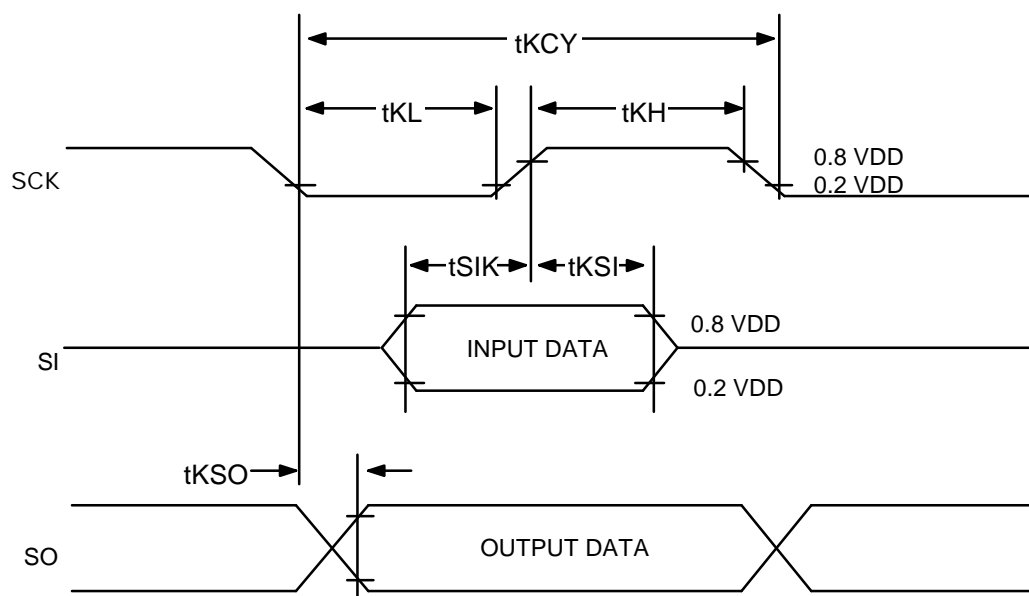 tKCY
tKL
tKH
SCK
0.8 VDD
0.2 VDD
tSIK
tKSI
SI
INPUT DATA
0.8 VDD
0.2 VDD
tKSO
SO
OUTPUT DATA